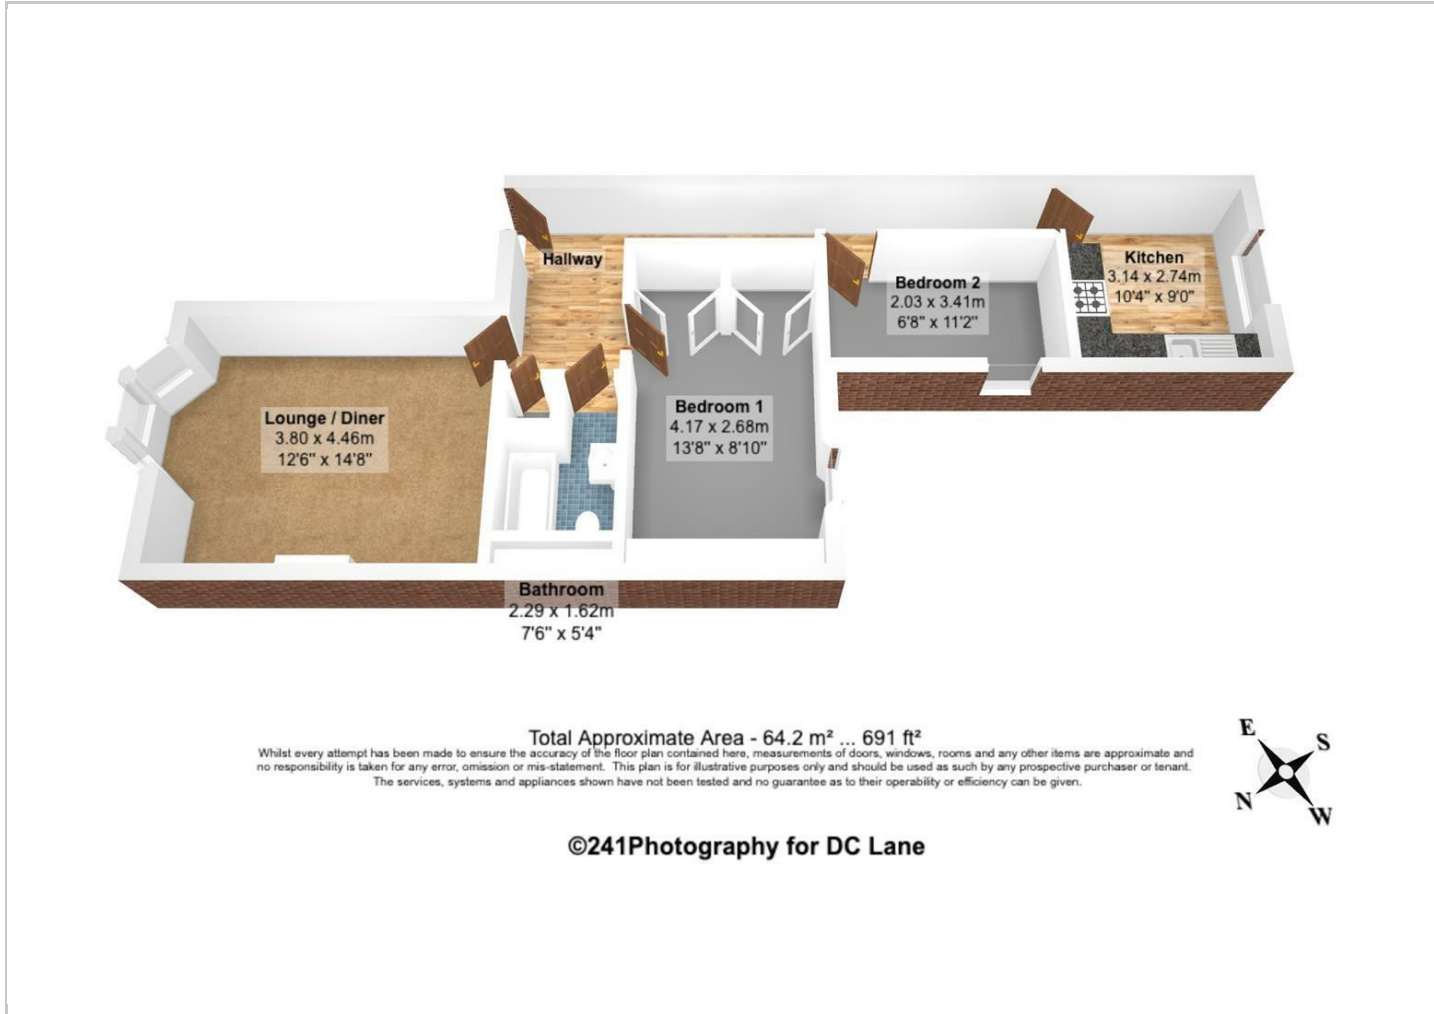 Hallway
Kitchen
3.14 x 2.74m
10'4" x 9'0"
Bedroom 2
2.03 x 3.41m
6'8" x 11'2"
Lounge / Diner
3.80 x 4.46m
12'6" x 14'8"
Bedroom 1
4.17 x 2.68m
13'8" x 8'10"
Bathroom
2.29 x 1.62m
7'6" x 5'4"
Total Approximate Area - 64.2 m² ... 691 ft²
Whilst every attempt has been made to ensure the accuracy of the floor plan contained here, measurements of doors, windows, rooms and any other items are approximate and
no responsibility is taken for any error, omission or mis-statement. This plan is for illustrative purposes only and should be used as such by any prospective purchaser or tenant.
The services, systems and appliances shown have not been tested and no guarantee as to their operability or efficiency can be given.
E
S
N
W
©241Photography for DC Lane